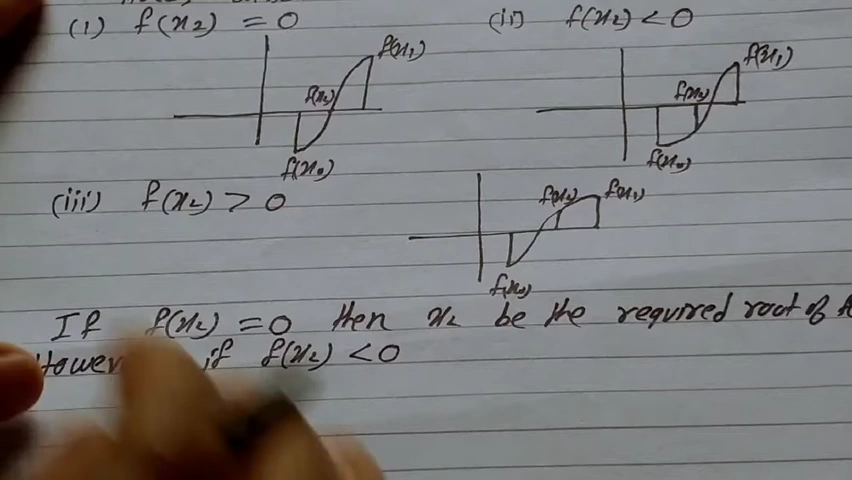 (i) f(x₂) = 0
(ii) f(x₂) < 0
f(x₁)
f(x₂)
f(x₀)
f(x₁)
f(x₂)
f(x₀)
(iii) f(x₂) > 0
f(x₂) f(x₁)
f(x₀)
If f(x₂) = 0 then x₂ be the required root of
if f(x₂) < 0